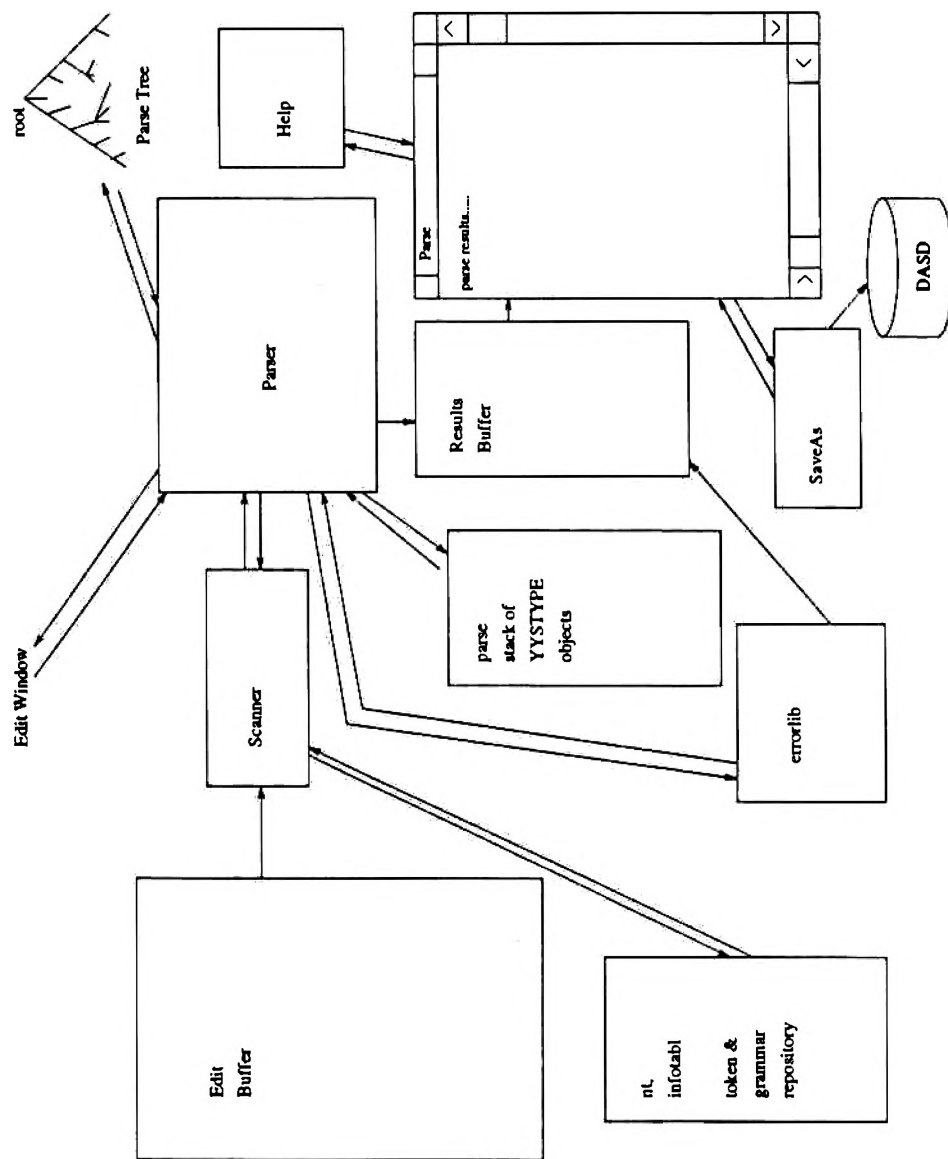 Edit Window
root
Parse Tree
Edit
Buffer
Scanner
Parser
Help
nt,
infotabl
token &
grammar
repository
parse
stack of
YYSTYPE
objects
Results
Buffer
Parse
parse results.....
errorlib
SaveAs
DASD